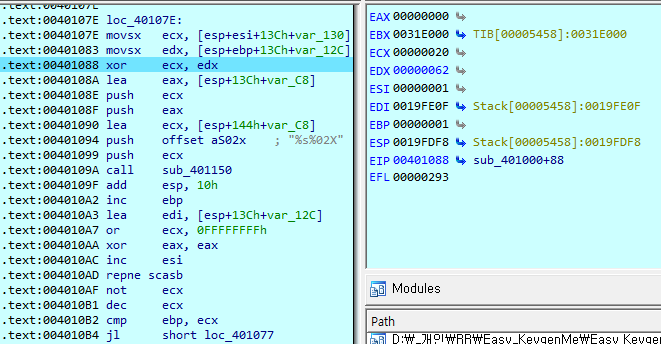 .text:0040107E
.text:0040107E loc_40107E:
.text:0040107E movsx ecx, [esp+esi+13Ch+var_130]
.text:00401083 movsx edx, [esp+ebp+13Ch+var_12C]
.text:00401088 xor ecx, edx
.text:0040108A lea eax, [esp+13Ch+var_C8]
.text:0040108E push ecx
.text:0040108F push eax
.text:00401090 lea ecx, [esp+144h+var_C8]
.text:00401094 push offset aS02x ; "%s%02X"
.text:00401099 push ecx
.text:0040109A call sub_401150
.text:0040109F add esp, 10h
.text:004010A2 inc ebp
.text:004010A3 lea edi, [esp+13Ch+var_12C]
.text:004010A7 or ecx, 0FFFFFFFFh
.text:004010AA xor eax, eax
.text:004010AC inc esi
.text:004010AD repne scasb
.text:004010AF not ecx
.text:004010B1 dec ecx
.text:004010B2 cmp ebp, ecx
.text:004010B4 jl short loc_401077
EAX 00000000
EBX 0031E000 TIB[00005458]:0031E000
ECX 00000020
EDX 00000062
ESI 00000001
EDI 0019FE0F Stack[00005458]:0019FE0F
EBP 00000001
ESP 0019FDF8 Stack[00005458]:0019FDF8
EIP 00401088 sub_401000+88
EFL 00000293
Modules
Path
D:₩_개인₩RR₩Easy_KeygenMe₩Easy Keygen